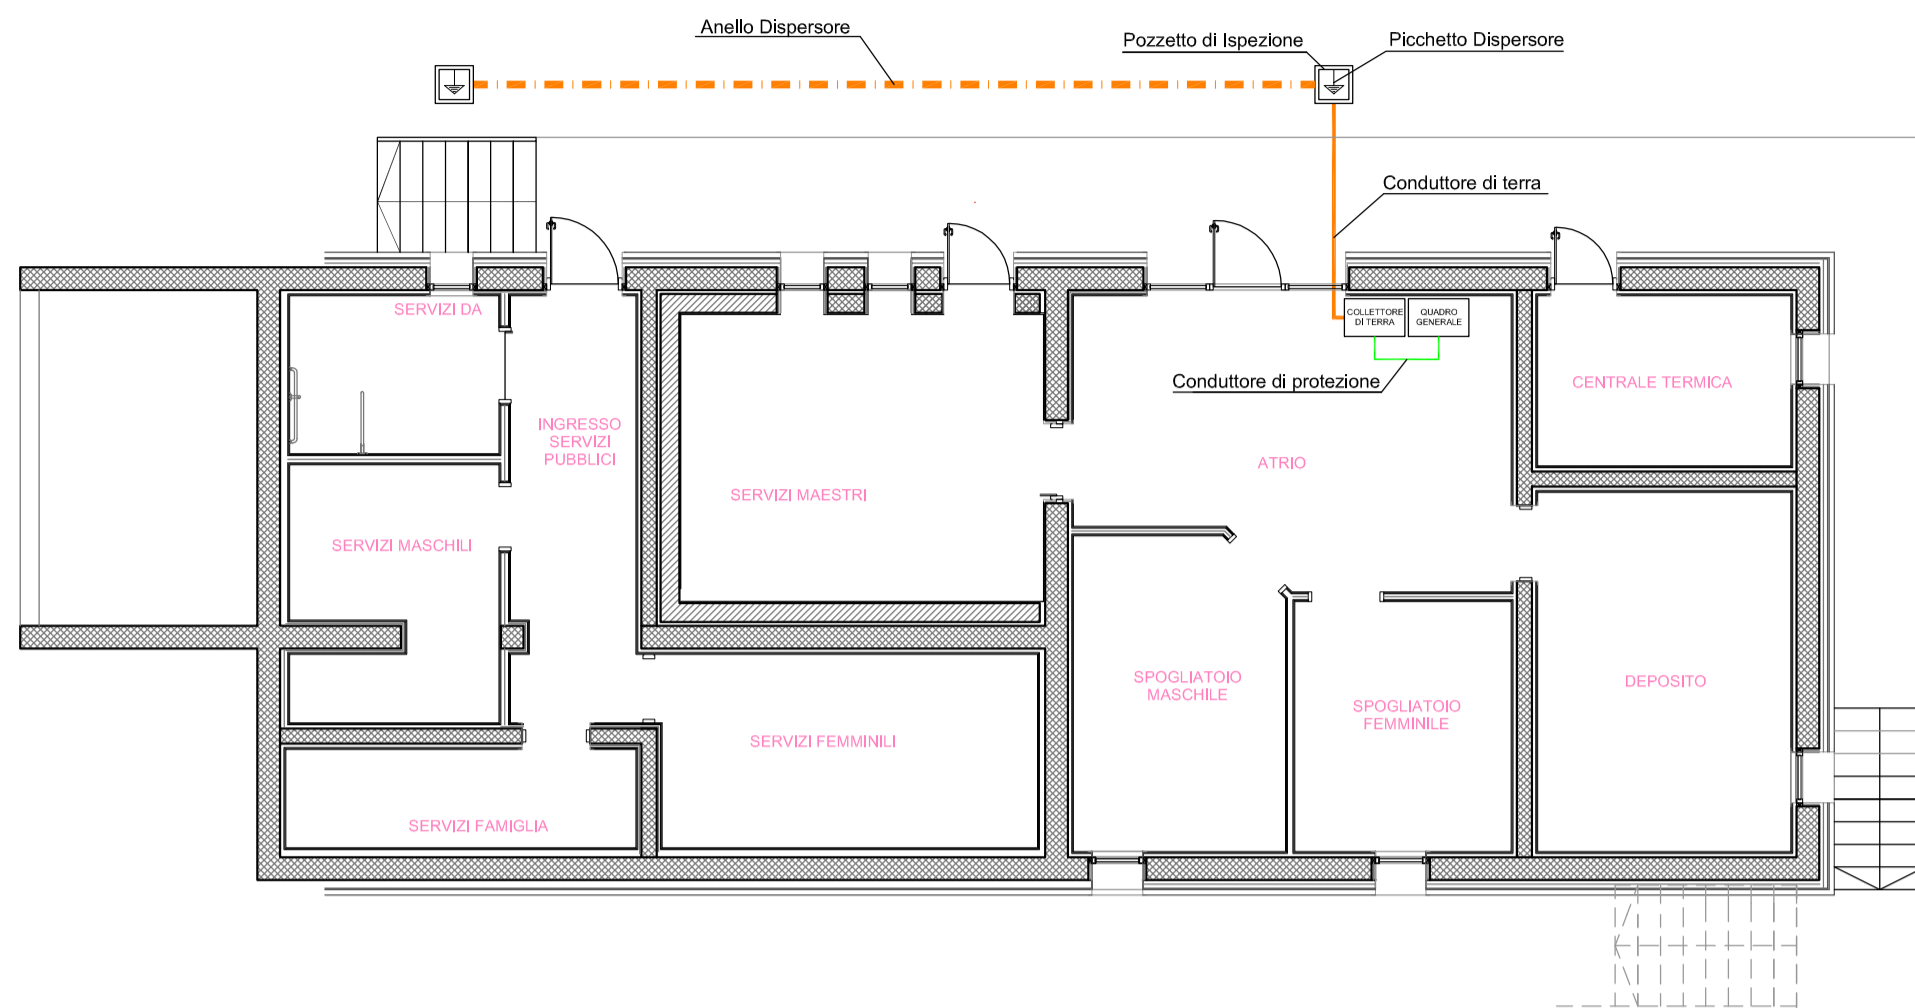 Anello Dispersore
Pozzetto di Ispezione
Picchetto Dispersore
Conduttore di terra
SERVIZI DA
COLLETTORE
DI TERRA
QUADRO
GENERALE
Conduttore di protezione
CENTRALE TERMICA
INGRESSO
SERVIZI
PUBBLICI
ATRIO
SERVIZI MAESTRI
SERVIZI MASCHILI
SPOGLIATOIO
MASCHILE
DEPOSITO
SPOGLIATOIO
FEMMINILE
SERVIZI FEMMINILI
SERVIZI FAMIGLIA